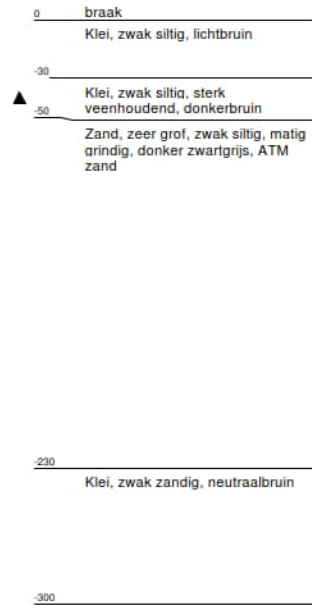 0 braak
Klei, zwak siltig, lichtbruin
-30
Klei, zwak siltig, sterk
veenhoudend, donkerbruin
-50
Zand, zeer grof, zwak siltig, matig
grindig, donker zwartgrijs, ATM
zand
-230
Klei, zwak zandig, neutraalbruin
-300